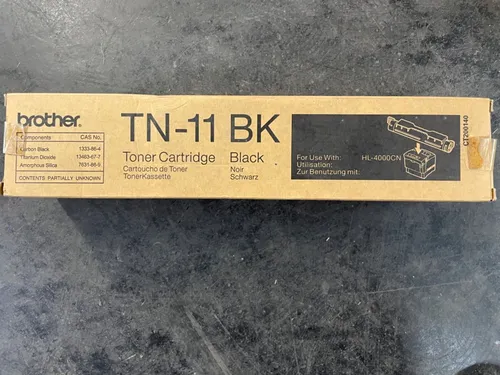 brother.
TN-11 BK
Components CAS No.
Carbon Black 1333-86-4
Titanium Dioxide 13463-67-7
Amorphous Silica 7631-86-9
CONTENTS PARTIALLY UNKNOWN
Toner Cartridge Black
Cartouche de Toner Noir
TonerKassette Schwarz
For Use With: HL-4000CN
Utilisation:
Zur Benutzung mit:
CT200140